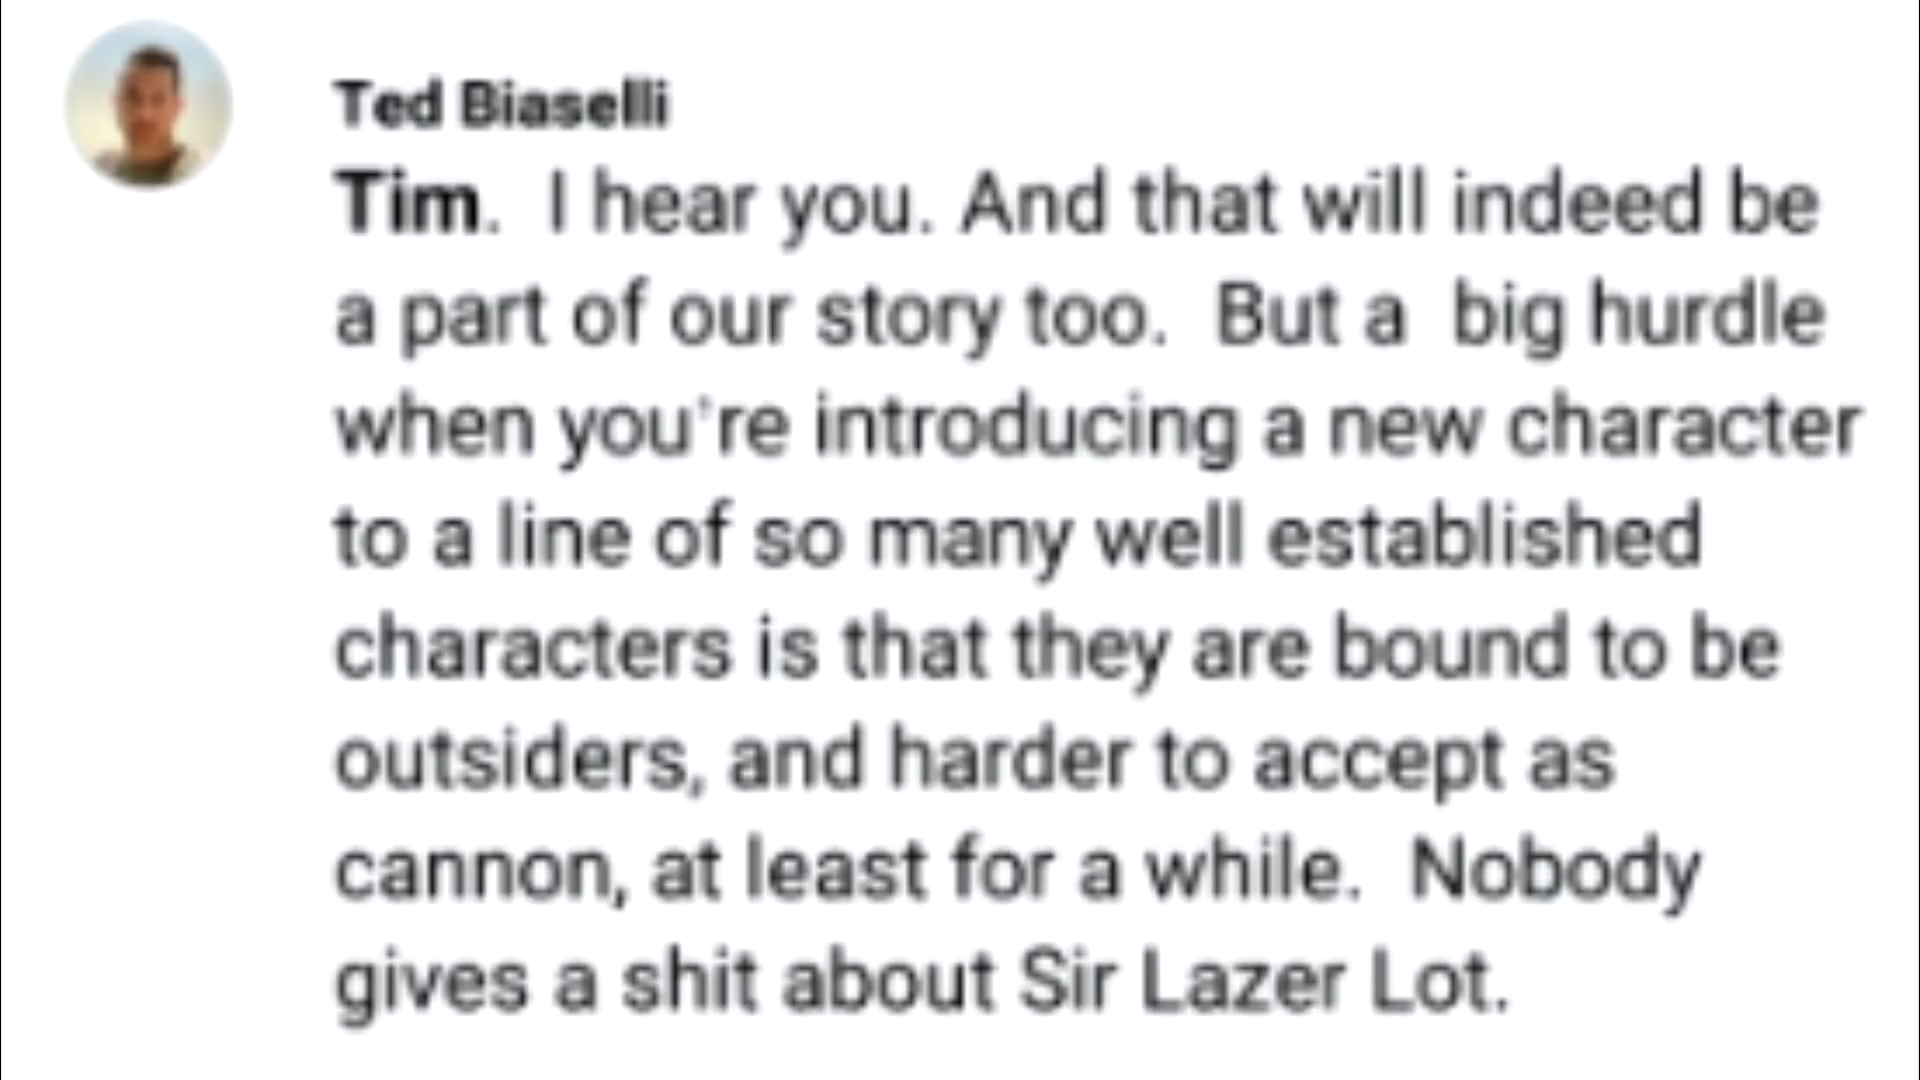 Ted Biaselli
Tim.  I hear you. And that will indeed be
a part of our story too.  But a  big hurdle
when you're introducing a new character
to a line of so many well established
characters is that they are bound to be
outsiders, and harder to accept as
cannon, at least for a while.  Nobody
gives a shit about Sir Lazer Lot.